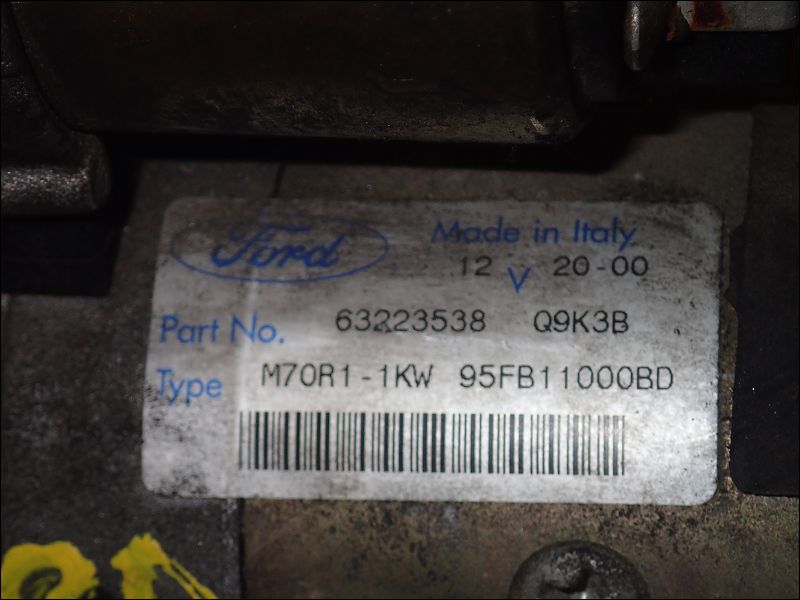 Ford
Made in Italy
12 V 20-00
Part No. 63223538 Q9K3B
Type M70R1-1KW 95FB11000BD